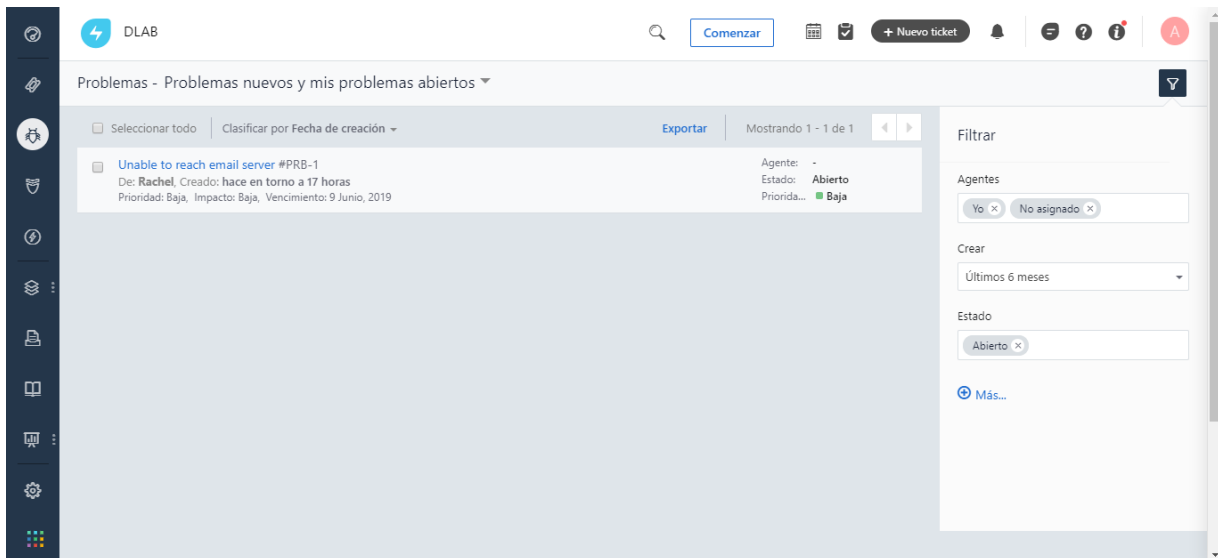 DLAB
Comenzar
+ Nuevo ticket
A
Problemas - Problemas nuevos y mis problemas abiertos
Seleccionar todo
Clasificar por Fecha de creación
Exportar
Mostrando 1 - 1 de 1
Unable to reach email server #PRB-1
De: Rachel, Creado: hace en torno a 17 horas
Prioridad: Baja, Impacto: Baja, Vencimiento: 9 Junio, 2019
Agente: -
Estado: Abierto
Priorida... Baja
Filtrar
Agentes
Yo × No asignado ×
Crear
Últimos 6 meses
Estado
Abierto ×
Más...